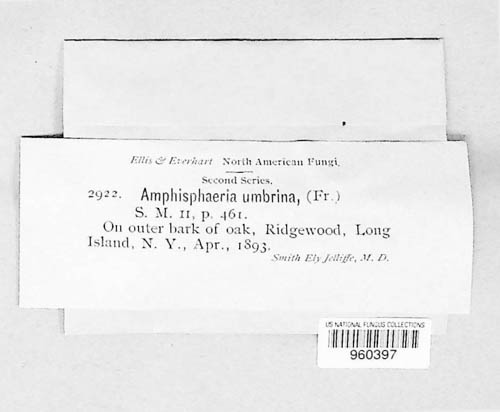 Ellis & Everhart North American Fungi.
Second Series.
2922. Amphisphaeria umbrina, (Fr.)
S. M. II, p. 461.
On outer bark of oak, Ridgewood, Long
Island, N. Y., Apr., 1893.
Smith Ely Jelliffe, M. D.
US NATIONAL FUNGUS COLLECTIONS
960397